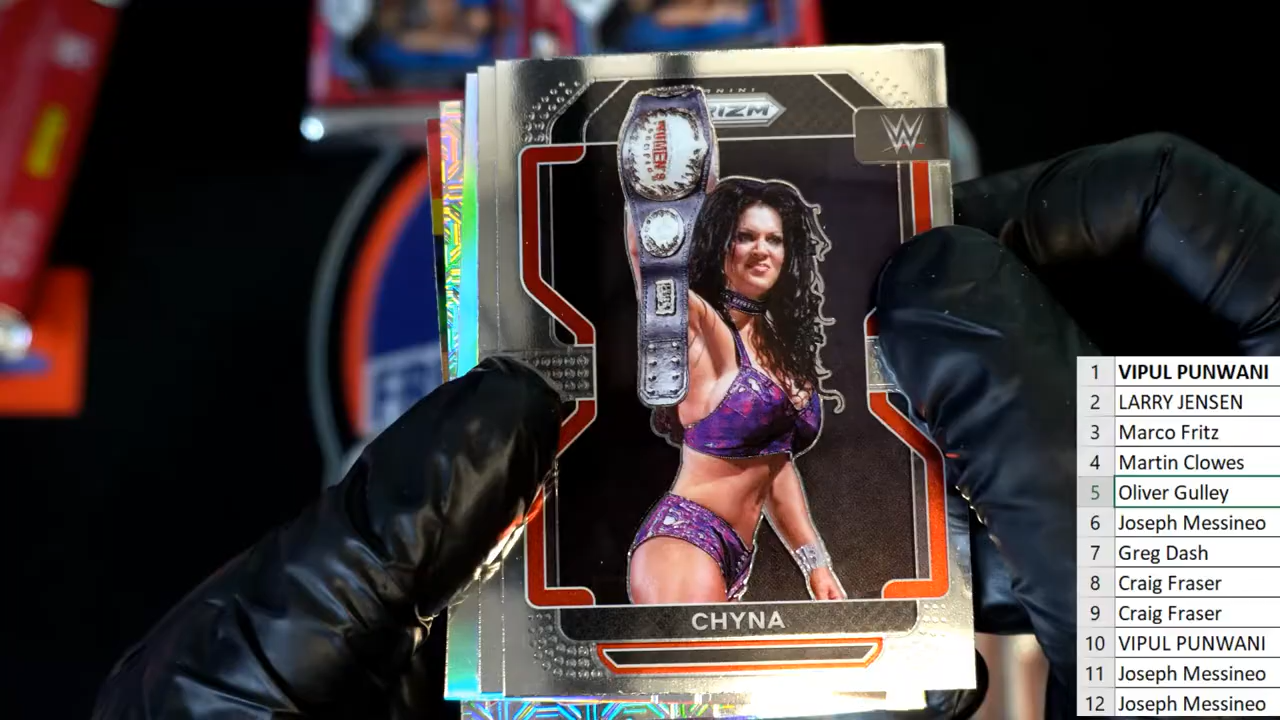 PANINI
PRIZM
W
WOMEN'S
CHYNA
1 VIPUL PUNWANI
2 LARRY JENSEN
3 Marco Fritz
4 Martin Clowes
5 Oliver Gulley
6 Joseph Messineo
7 Greg Dash
8 Craig Fraser
9 Craig Fraser
10 VIPUL PUNWANI
11 Joseph Messineo
12 Joseph Messineo